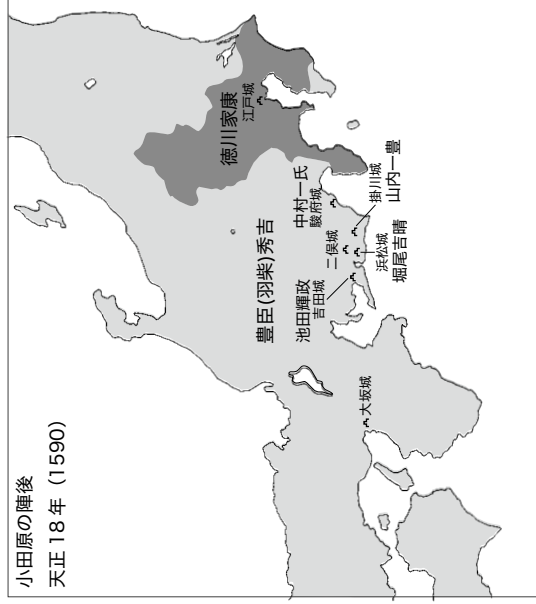 小田原の陣後
天正 18 年（1590）
徳川家康
江戸城
中村一氏
駿府城
掛川城
山内一豊
二俣城
浜松城
堀尾吉晴
豊臣(羽柴)秀吉
池田輝政
吉田城
大坂城